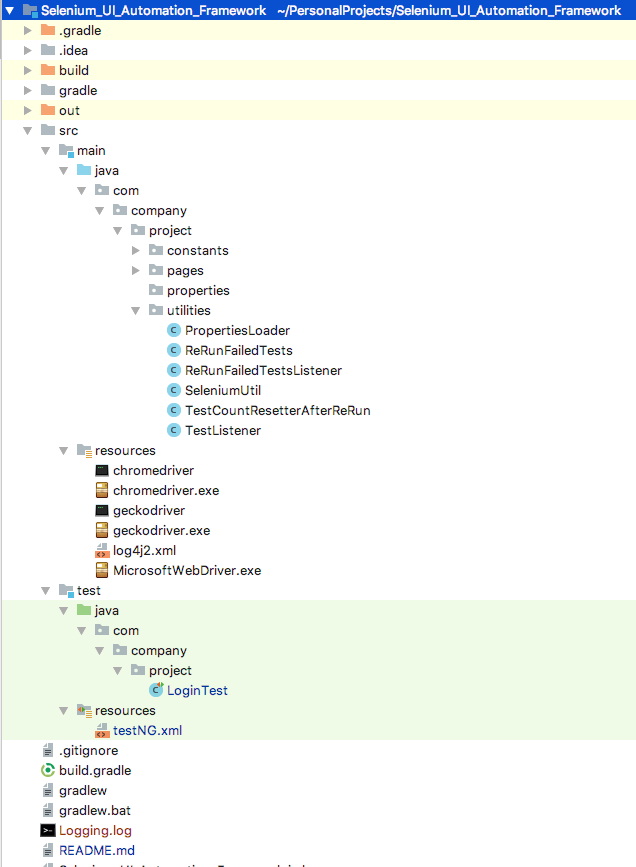 Selenium_UI_Automation_Framework ~/PersonalProjects/Selenium_UI_Automation_Framework
.gradle
.idea
build
gradle
out
src
main
java
com
company
project
constants
pages
properties
utilities
PropertiesLoader
ReRunFailedTests
ReRunFailedTestsListener
SeleniumUtil
TestCountResetterAfterReRun
TestListener
resources
chromedriver
chromedriver.exe
geckodriver
geckodriver.exe
log4j2.xml
MicrosoftWebDriver.exe
test
java
com
company
project
LoginTest
resources
testNG.xml
.gitignore
build.gradle
gradlew
gradlew.bat
Logging.log
README.md